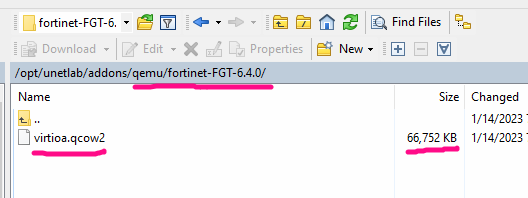 fortinet-FGT-6.
Find Files
Download
Edit
Properties
New
/opt/unetlab/addons/qemu/fortinet-FGT-6.4.0/
Name Size Changed
.. 1/14/2023
virtioa.qcow2 66,752 KB 1/14/2023